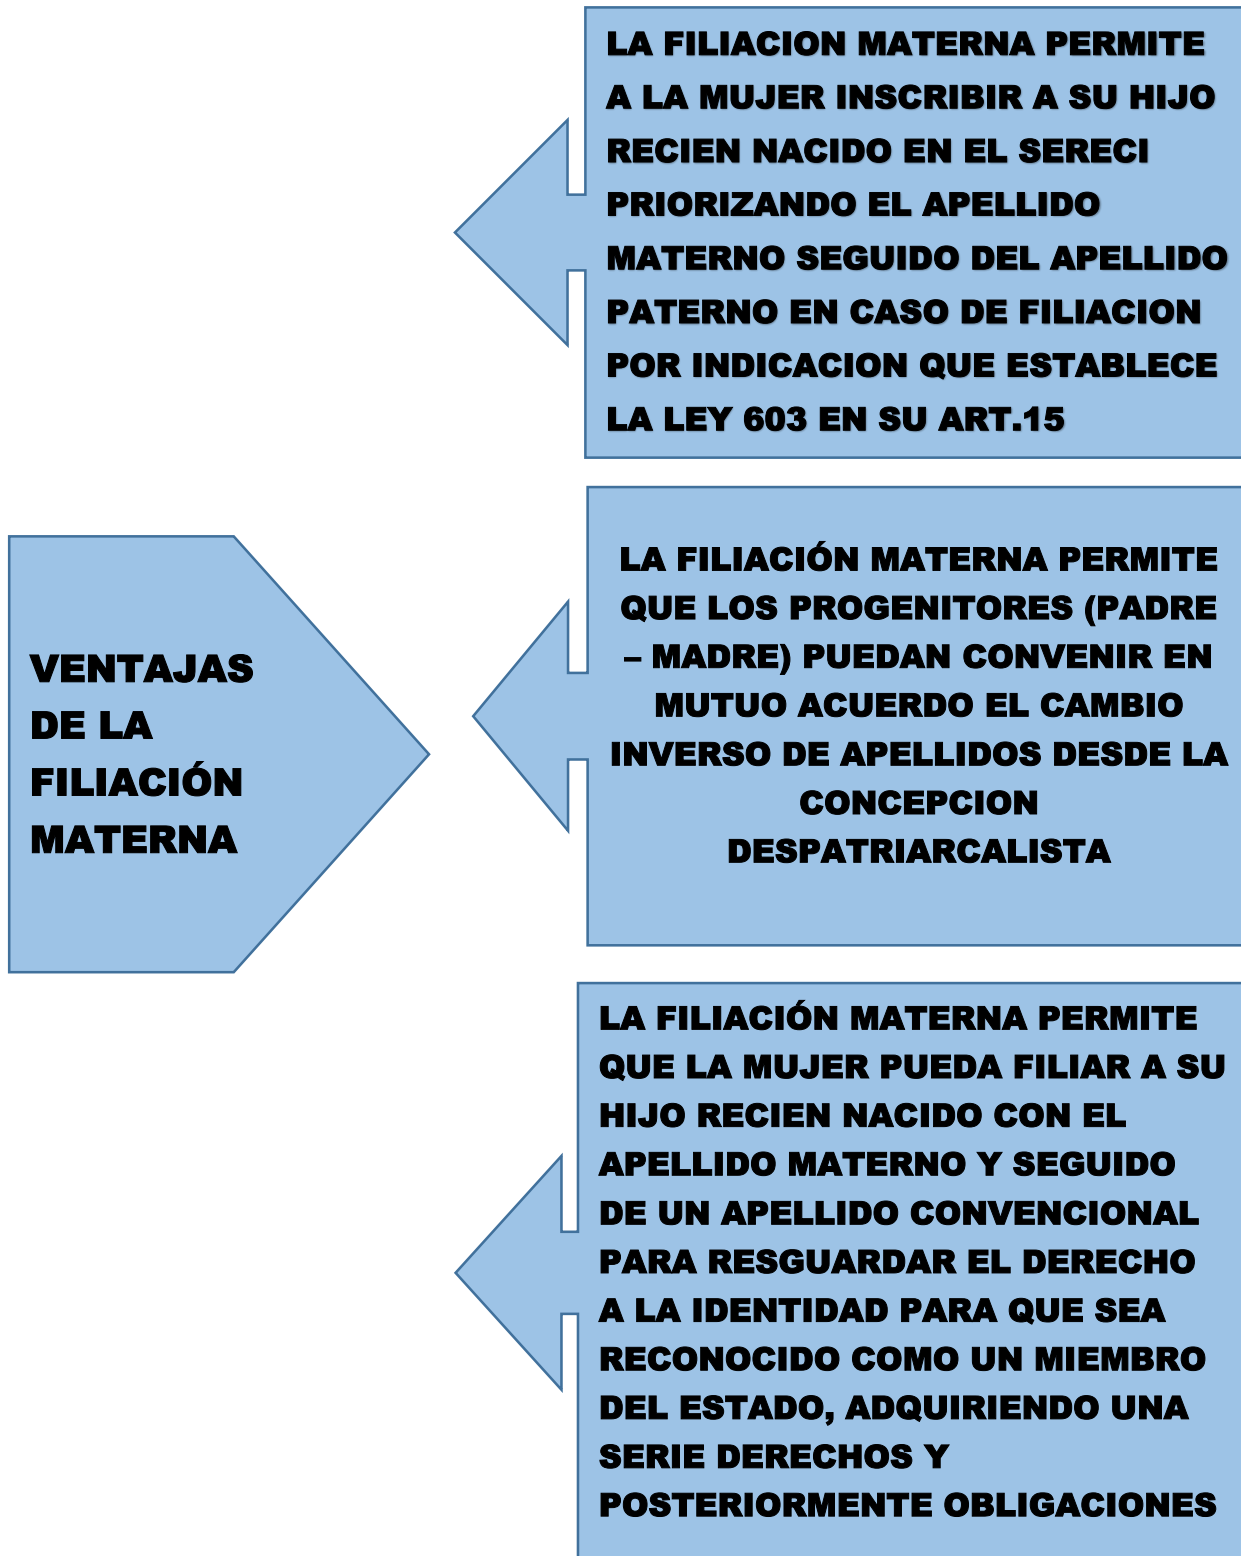 LA FILIACION MATERNA PERMITE
A LA MUJER INSCRIBIR A SU HIJO
RECIEN NACIDO EN EL SERECI
PRIORIZANDO EL APELLIDO
MATERNO SEGUIDO DEL APELLIDO
PATERNO EN CASO DE FILIACION
POR INDICACION QUE ESTABLECE
LA LEY 603 EN SU ART.15
VENTAJAS
DE LA
FILIACIÓN
MATERNA
LA FILIACIÓN MATERNA PERMITE
QUE LOS PROGENITORES (PADRE
– MADRE) PUEDAN CONVENIR EN
MUTUO ACUERDO EL CAMBIO
INVERSO DE APELLIDOS DESDE LA
CONCEPCION
DESPATRIARCALISTA
LA FILIACIÓN MATERNA PERMITE
QUE LA MUJER PUEDA FILIAR A SU
HIJO RECIEN NACIDO CON EL
APELLIDO MATERNO Y SEGUIDO
DE UN APELLIDO CONVENCIONAL
PARA RESGUARDAR EL DERECHO
A LA IDENTIDAD PARA QUE SEA
RECONOCIDO COMO UN MIEMBRO
DEL ESTADO, ADQUIRIENDO UNA
SERIE DERECHOS Y
POSTERIORMENTE OBLIGACIONES